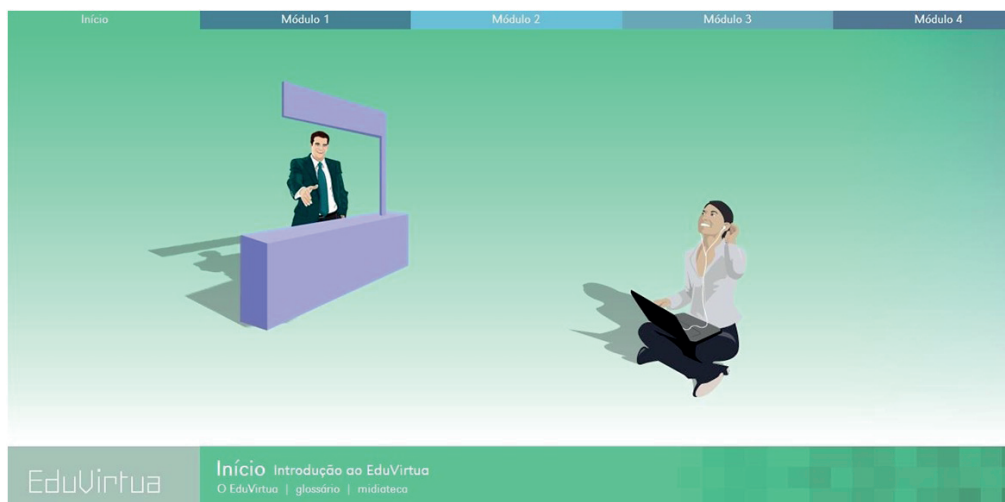 Início Módulo 1 Módulo 2 Módulo 3 Módulo 4
EduVirtua
Início Introdução ao EduVirtua
O EduVirtua | glossário | midiateca